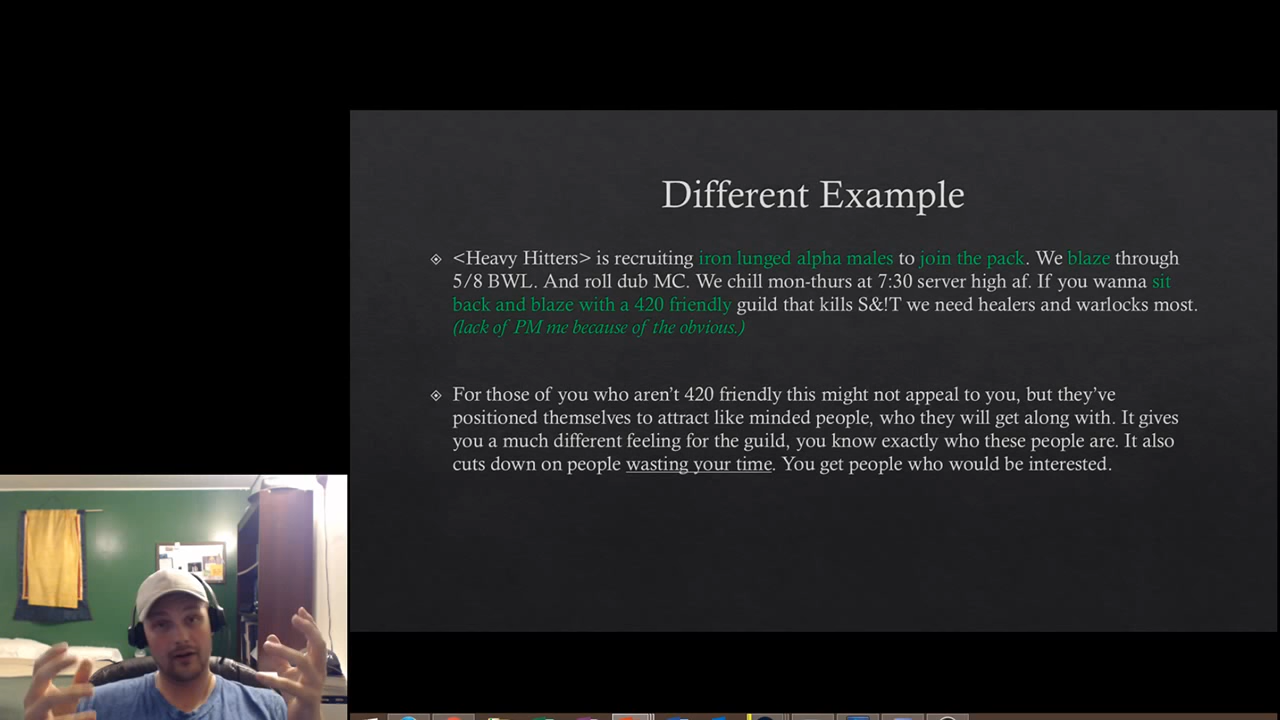 Different Example
<Heavy Hitters> is recruiting iron lunged alpha males to join the pack. We blaze through
5/8 BWL. And roll dub MC. We chill mon-thurs at 7:30 server high af. If you wanna sit
back and blaze with a 420 friendly guild that kills S&!T we need healers and warlocks most.
(lack of PM me because of the obvious.)
For those of you who aren't 420 friendly this might not appeal to you, but they've
positioned themselves to attract like minded people, who they will get along with. It gives
you a much different feeling for the guild, you know exactly who these people are. It also
cuts down on people wasting your time. You get people who would be interested.